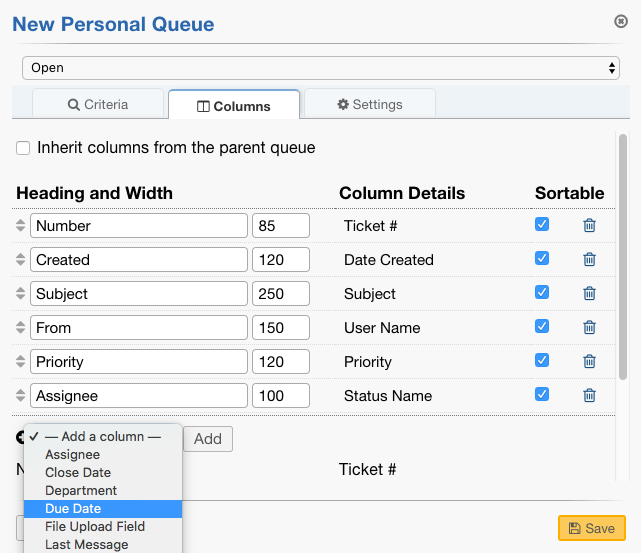 New Personal Queue
Open
Criteria
Columns
Settings
Inherit columns from the parent queue
Heading and Width Column Details Sortable
Number 85 Ticket #
Created 120 Date Created
Subject 250 Subject
From 150 User Name
Priority 120 Priority
Assignee 100 Status Name
— Add a column — Add
Assignee
Close Date
Ticket #
Department
Due Date
File Upload Field
Save
Last Message